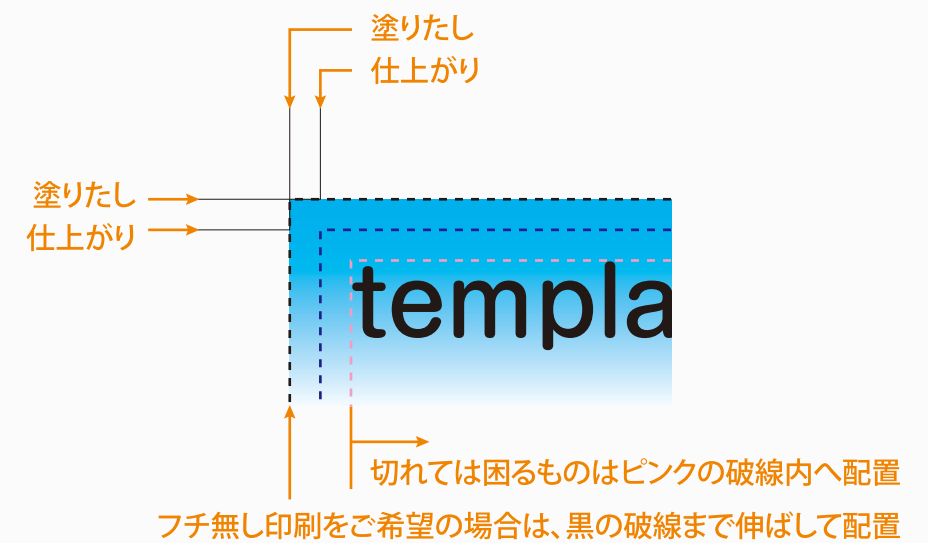 塗りたし
仕上がり
塗りたし
仕上がり
templa
切れては困るものはピンクの破線内へ配置
フチ無し印刷をご希望の場合は、黒の破線まで伸ばして配置